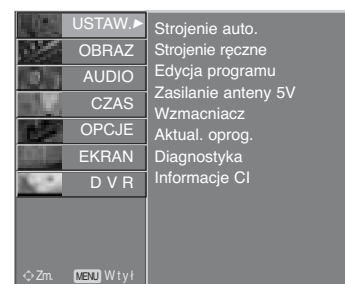 USTAW.►
OBRAZ
AUDIO
CZAS
OPCJE
EKRAN
D V R
Strojenie auto.
Strojenie ręczne
Edycja programu
Zasilanie anteny 5V
Wzmacniacz
Aktual. oprog.
Diagnostyka
Informacje CI
Zm. MENU Wtył